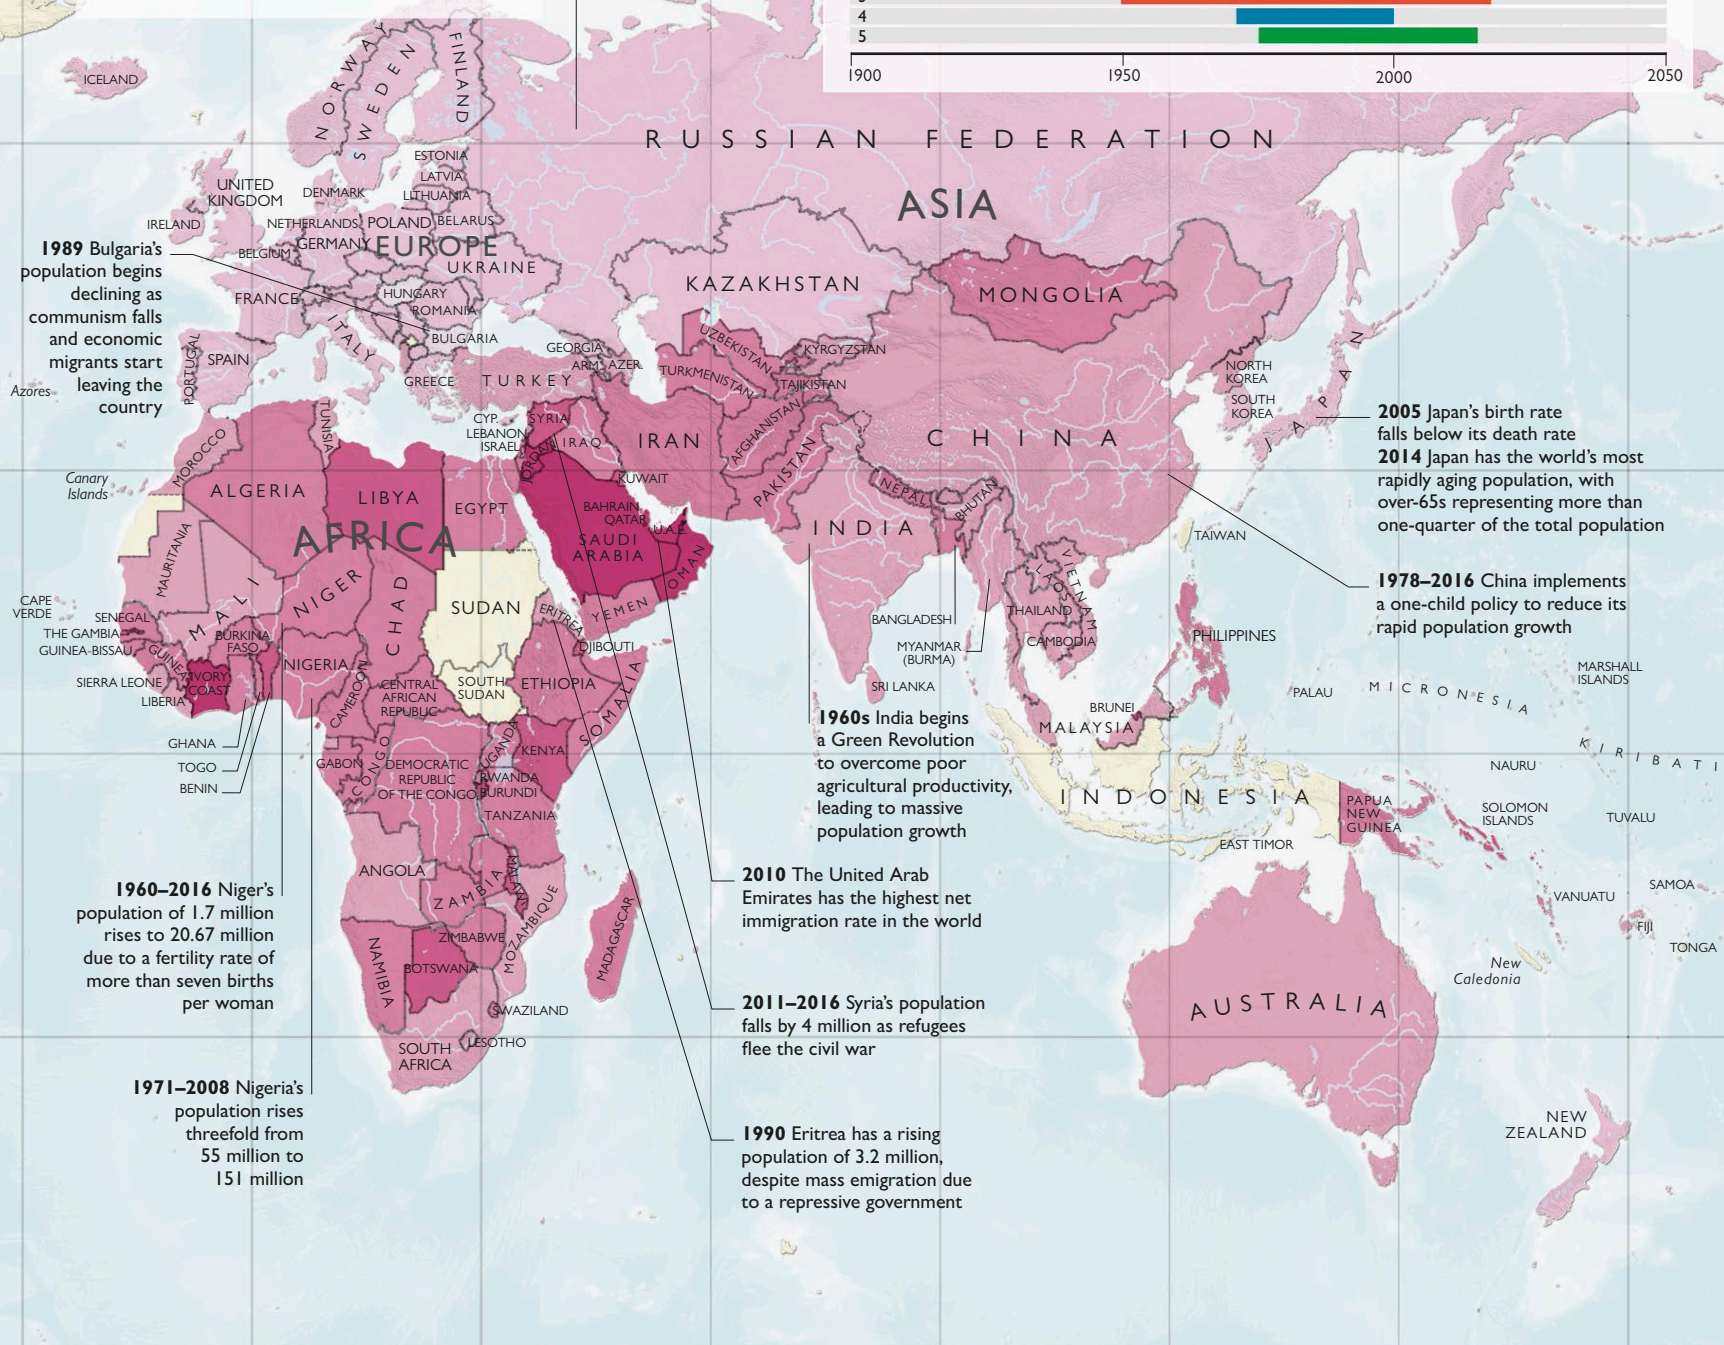 4
5
1900
1950
2000
2050
ICELAND
NORWAY
SWEDEN
FINLAND
RUSSIAN FEDERATION
ESTONIA
LATVIA
LITHUANIA
UNITED
KINGDOM
DENMARK
ASIA
IRELAND
NETHERLANDS
POLAND
BELARUS
BELGIUM
GERMANY
EUROPE
UKRAINE
1989 Bulgaria's
population begins
declining as
communism falls
and economic
migrants start
leaving the
country
FRANCE
HUNGARY
ROMANIA
KAZAKHSTAN
MONGOLIA
ITALY
BULGARIA
PORTUGAL
SPAIN
GEORGIA
ARM.
AZER.
UZBEKISTAN
KYRGYZSTAN
TURKMENISTAN
TAJIKISTAN
GREECE
TURKEY
NORTH
KOREA
SOUTH
KOREA
JAPAN
Azores
2005 Japan's birth rate
falls below its death rate
2014 Japan has the world's most
rapidly aging population, with
over-65s representing more than
one-quarter of the total population
TUNISIA
MOROCCO
CYP.
LEBANON
ISRAEL
SYRIA
JORDAN
IRAQ
IRAN
AFGHANISTAN
PAKISTAN
CHINA
Canary
Islands
ALGERIA
LIBYA
EGYPT
KUWAIT
BAHRAIN
QATAR
U.A.E.
SAUDI
ARABIA
OMAN
YEMEN
NEPAL
BHUTAN
INDIA
TAIWAN
AFRICA
1978–2016 China implements
a one-child policy to reduce its
rapid population growth
MAURITANIA
MALI
NIGER
CHAD
SUDAN
ERITREA
DJIBOUTI
CAPE
VERDE
SENEGAL
THE GAMBIA
GUINEA-BISSAU
GUINEA
SIERRA LEONE
LIBERIA
IVORY
COAST
BURKINA
FASO
NIGERIA
CAMEROON
CENTRAL
AFRICAN
REPUBLIC
SOUTH
SUDAN
ETHIOPIA
SOMALIA
BANGLADESH
MYANMAR
(BURMA)
LAOS
VIETNAM
THAILAND
CAMBODIA
PHILIPPINES
SRI LANKA
BRUNEI
MALAYSIA
PALAU
MICRONESIA
MARSHALL
ISLANDS
GHANA
TOGO
BENIN
GABON
CONGO
DEMOCRATIC
REPUBLIC
OF THE CONGO
UGANDA
KENYA
RWANDA
BURUNDI
TANZANIA
1960s India begins
a Green Revolution
to overcome poor
agricultural productivity,
leading to massive
population growth
INDONESIA
EAST TIMOR
PAPUA
NEW
GUINEA
NAURU
KIRIBATI
SOLOMON
ISLANDS
TUVALU
1960–2016 Niger's
population of 1.7 million
rises to 20.67 million
due to a fertility rate of
more than seven births
per woman
ANGOLA
ZAMBIA
MALAWI
MOZAMBIQUE
ZIMBABWE
MADAGASCAR
NAMIBIA
BOTSWANA
SWAZILAND
LESOTHO
SOUTH
AFRICA
2010 The United Arab
Emirates has the highest net
immigration rate in the world
VANUATU
SAMOA
FIJI
TONGA
New
Caledonia
2011–2016 Syria's population
falls by 4 million as refugees
flee the civil war
AUSTRALIA
1971–2008 Nigeria's
population rises
threefold from
55 million to
151 million
1990 Eritrea has a rising
population of 3.2 million,
despite mass emigration due
to a repressive government
NEW
ZEALAND